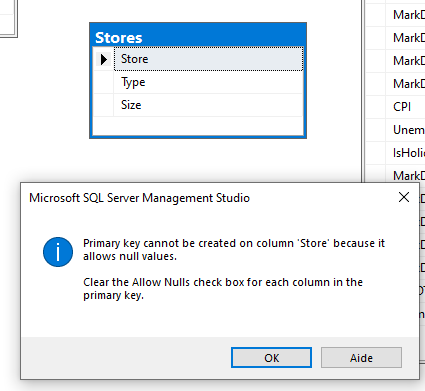 Stores
Store
Type
Size
MarkD
MarkD
MarkD
MarkD
CPI
Unem
IsHolic
MarkD
Microsoft SQL Server Management Studio
Primary key cannot be created on column 'Store' because it
allows null values.
Clear the Allow Nulls check box for each column in the
primary key.
OK
Aide